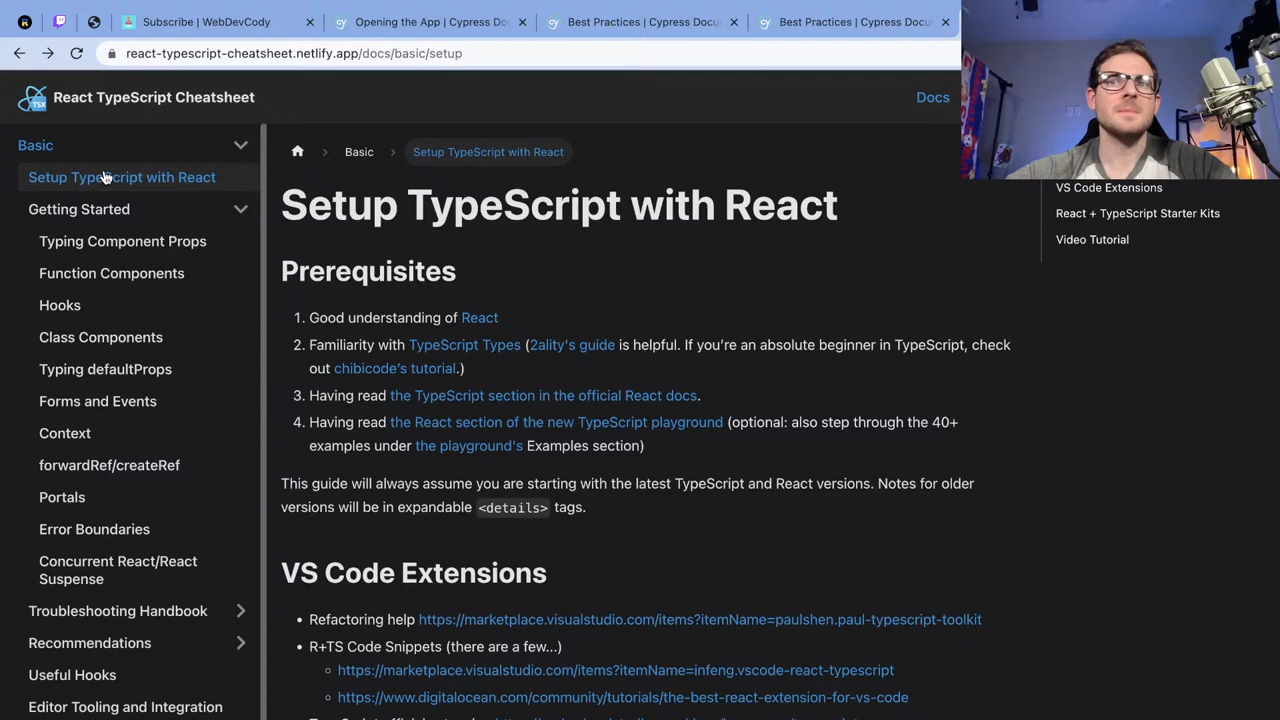 Subscribe | WebDevCody
Opening the App | Cypress Docu
Best Practices | Cypress Docu
Best Practices | Cypress Docu
react-typescript-cheatsheet.netlify.app/docs/basic/setup
TSX
React TypeScript Cheatsheet
Docs
Basic
Setup TypeScript with React
Getting Started
Typing Component Props
Function Components
Hooks
Class Components
Typing defaultProps
Forms and Events
Context
forwardRef/createRef
Portals
Error Boundaries
Concurrent React/React
Suspense
Troubleshooting Handbook
Recommendations
Useful Hooks
Editor Tooling and Integration
Basic
Setup TypeScript with React
Setup TypeScript with React
Prerequisites
1. Good understanding of React
2. Familiarity with TypeScript Types (2ality's guide is helpful. If you're an absolute beginner in TypeScript, check
out chibicode's tutorial.)
3. Having read the TypeScript section in the official React docs.
4. Having read the React section of the new TypeScript playground (optional: also step through the 40+
examples under the playground's Examples section)
This guide will always assume you are starting with the latest TypeScript and React versions. Notes for older
versions will be in expandable <details> tags.
VS Code Extensions
• Refactoring help https://marketplace.visualstudio.com/items?itemName=paulshen.paul-typescript-toolkit
• R+TS Code Snippets (there are a few...)
https://marketplace.visualstudio.com/items?itemName=infeng.vscode-react-typescript
https://www.digitalocean.com/community/tutorials/the-best-react-extension-for-vs-code
VS Code Extensions
React + TypeScript Starter Kits
Video Tutorial